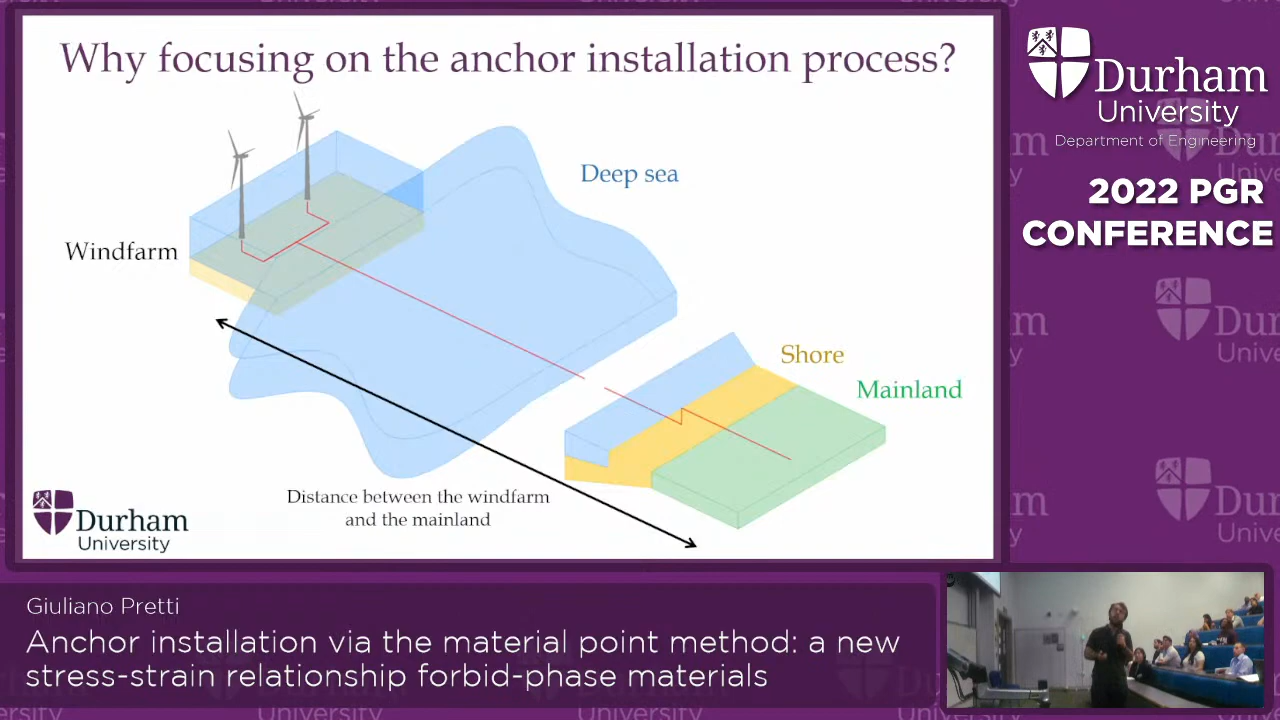 Why focusing on the anchor installation process?
Deep sea
Windfarm
Shore
Mainland
Distance between the windfarm
and the mainland
Durham
University
Durham
University
Department of Engineering
2022 PGR
CONFERENCE
Giuliano Pretti
Anchor installation via the material point method: a new
stress-strain relationship forbid-phase materials